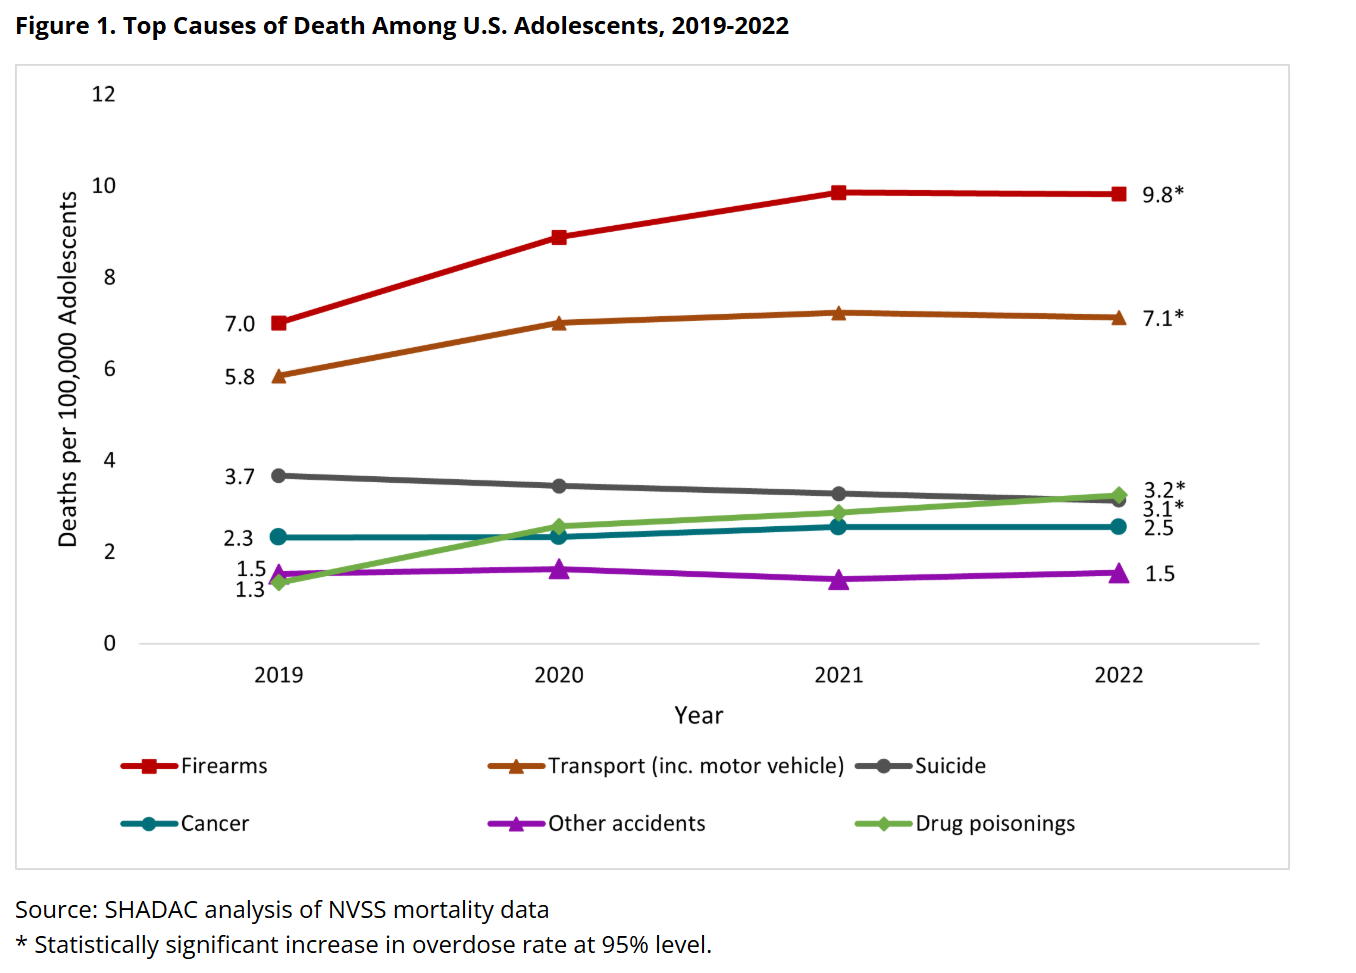 Figure 1. Top Causes of Death Among U.S. Adolescents, 2019-2022
12
10
8
6
4
2
0
Deaths per 100,000 Adolescents
7.0
5.8
3.7
2.3
1.5
1.3
9.8*
7.1*
3.2*
3.1*
2.5
1.5
2019 2020 2021 2022
Year
Firearms Transport (inc. motor vehicle) Suicide
Cancer Other accidents Drug poisonings
Source: SHADAC analysis of NVSS mortality data
* Statistically significant increase in overdose rate at 95% level.